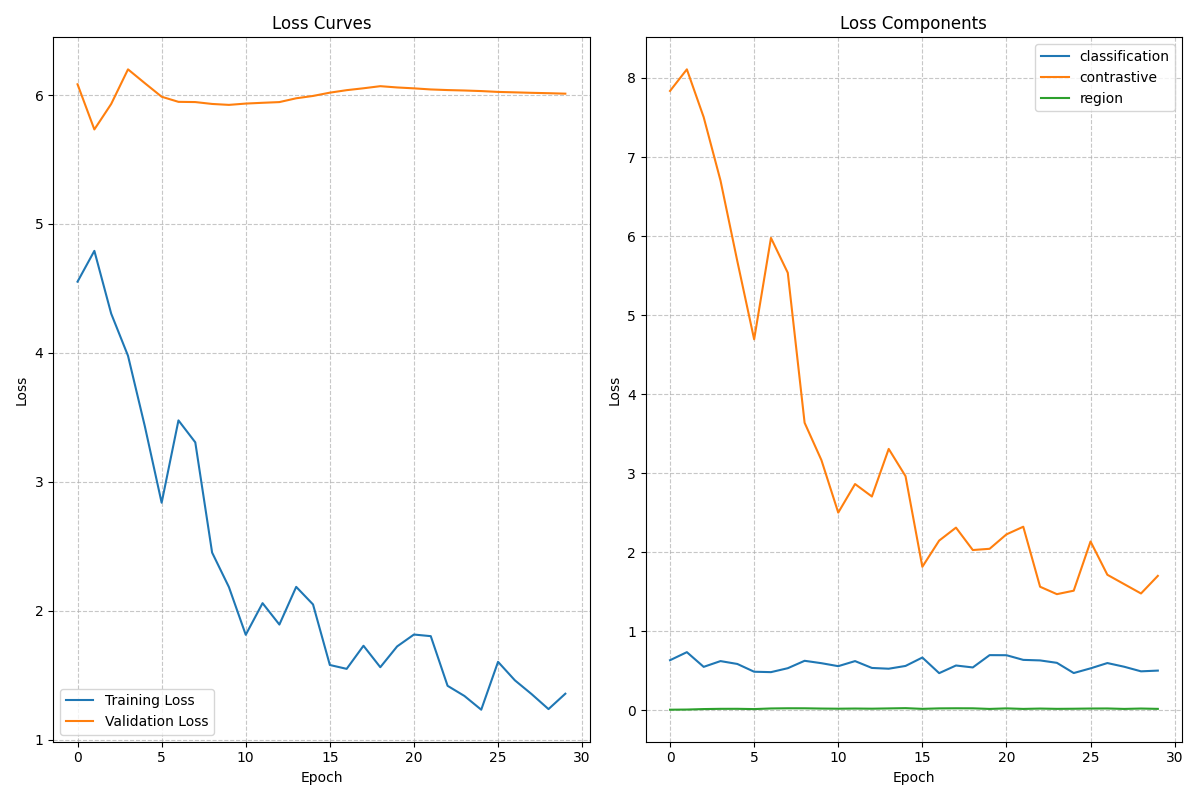 Loss Curves
Loss
6
5
4
3
2
1
Training Loss
Validation Loss
0 5 10 15 20 25 30
Epoch
Loss Components
Loss
8
7
6
5
4
3
2
1
0
classification
contrastive
region
0 5 10 15 20 25 30
Epoch